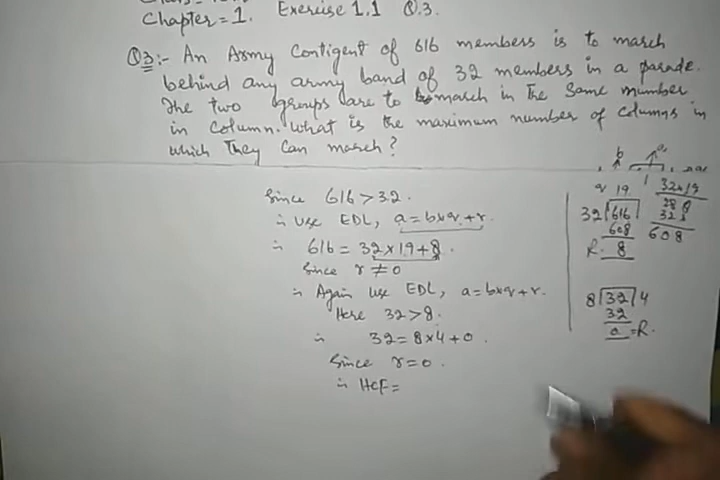 Chapter = 1. Exercise 1.1 Q.3.
Q3:- An Army Contigent of 616 members is to march
behind any army band of 32 members in a parade.
The two groups are to march in the same number
in column. what is the maximum number of columns in
which they can march?
Since 616 > 32.
∴ use EDL, a = b×q+r.
∴ 616 = 32×19+8.
Since r ≠ 0
∴ Again use EDL, a = b×q+r.
Here 32 > 8.
∴ 32 = 8×4+0.
Since r = 0.
∴ HCF =
b a
q 19
32 616
608
R. 8
32×19
288
32
608
8 32 4
32
0 = R.